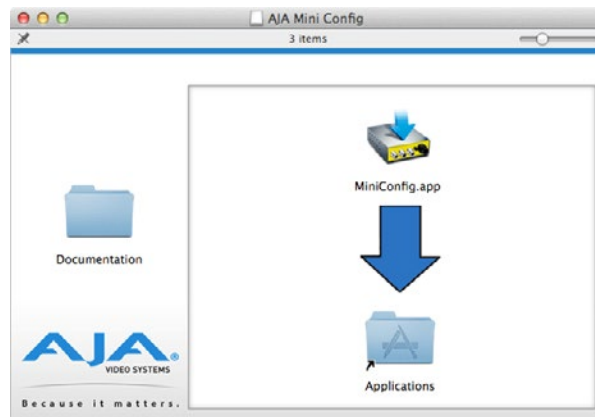 AJA Mini Config
3 items
MiniConfig.app
Documentation
Applications
AJA®
VIDEO SYSTEMS
Because it matters.